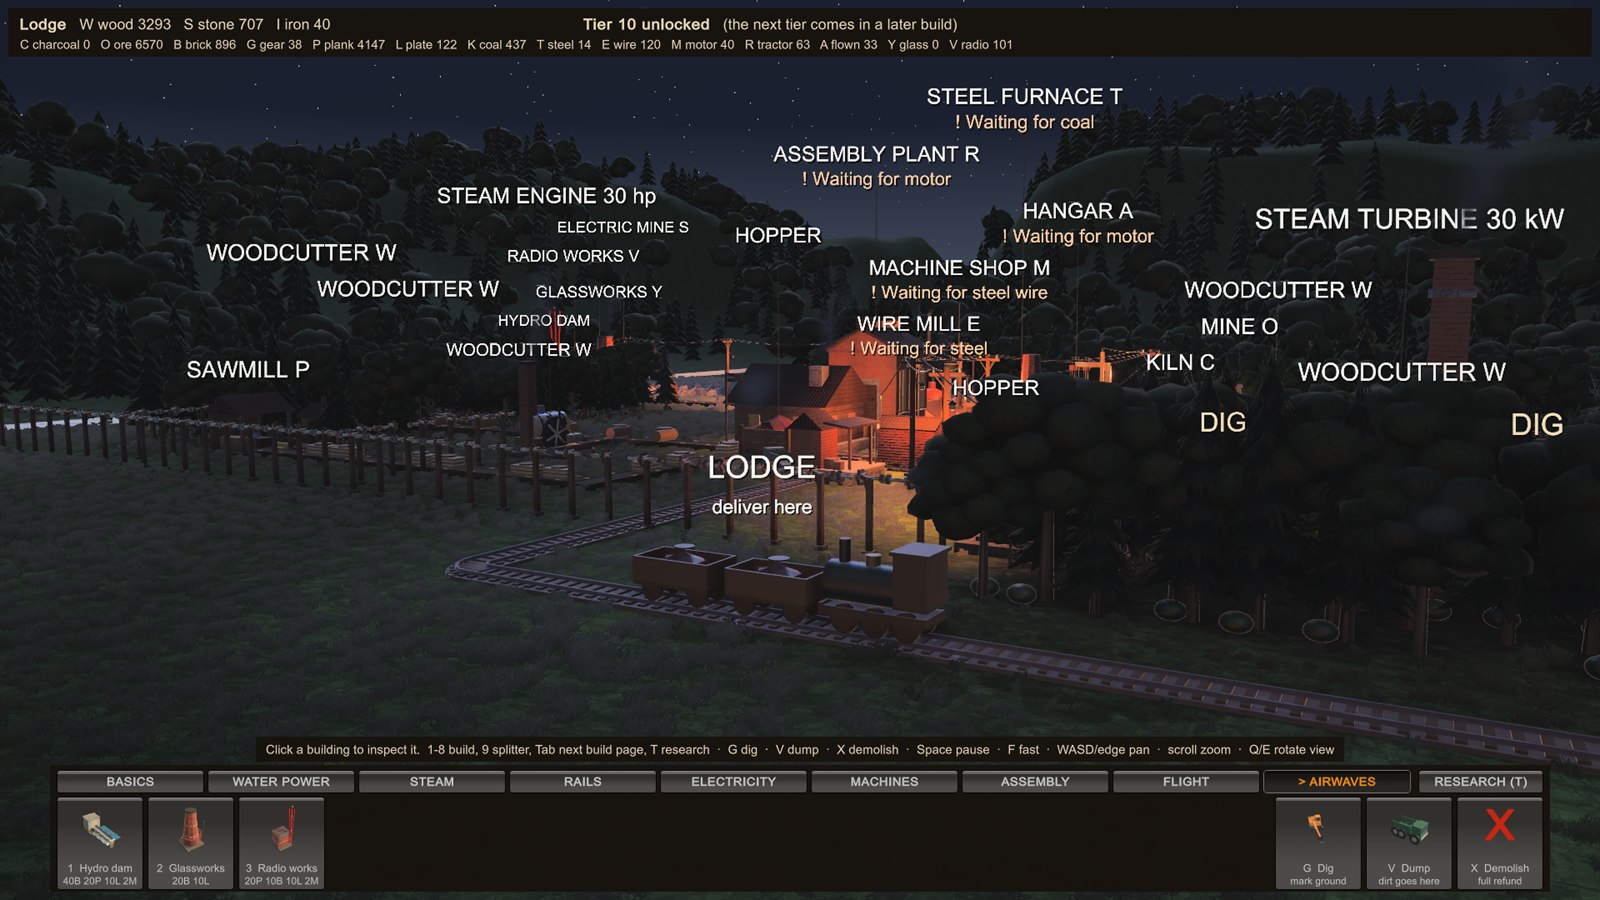 Lodge W wood 3293 S stone 707 I iron 40 Tier 10 unlocked (the next tier comes in a later build)
C charcoal 0 O ore 6570 B brick 896 G gear 38 P plank 4147 L plate 122 K coal 437 T steel 14 E wire 120 M motor 40 R tractor 63 A flown 33 Y glass 0 V radio 101
STEEL FURNACE T
! Waiting for coal
ASSEMBLY PLANT R
! Waiting for motor
STEAM ENGINE 30 hp
HANGAR A
! Waiting for motor
STEAM TURBINE 30 kW
ELECTRIC MINE S
HOPPER
WOODCUTTER W
RADIO WORKS V
MACHINE SHOP M
! Waiting for steel wire
WOODCUTTER W
GLASSWORKS Y
WOODCUTTER W
HYDRO DAM
WIRE MILL E
! Waiting for steel
MINE O
WOODCUTTER W
KILN C
SAWMILL P
WOODCUTTER W
HOPPER
DIG
DIG
LODGE
deliver here
Click a building to inspect it. 1-8 build, 9 splitter, Tab next build page, T research · G dig · V dump · X demolish · Space pause · F fast · WASD/edge pan · scroll zoom · Q/E rotate view
BASICS WATER POWER STEAM RAILS ELECTRICITY MACHINES ASSEMBLY FLIGHT > AIRWAVES RESEARCH (T)
1 Hydro dam
40B 20P 10L 2M
2 Glassworks
20B 10L
3 Radio works
20P 10B 10L 2M
G Dig
mark ground
V Dump
dirt goes here
X Demolish
full refund